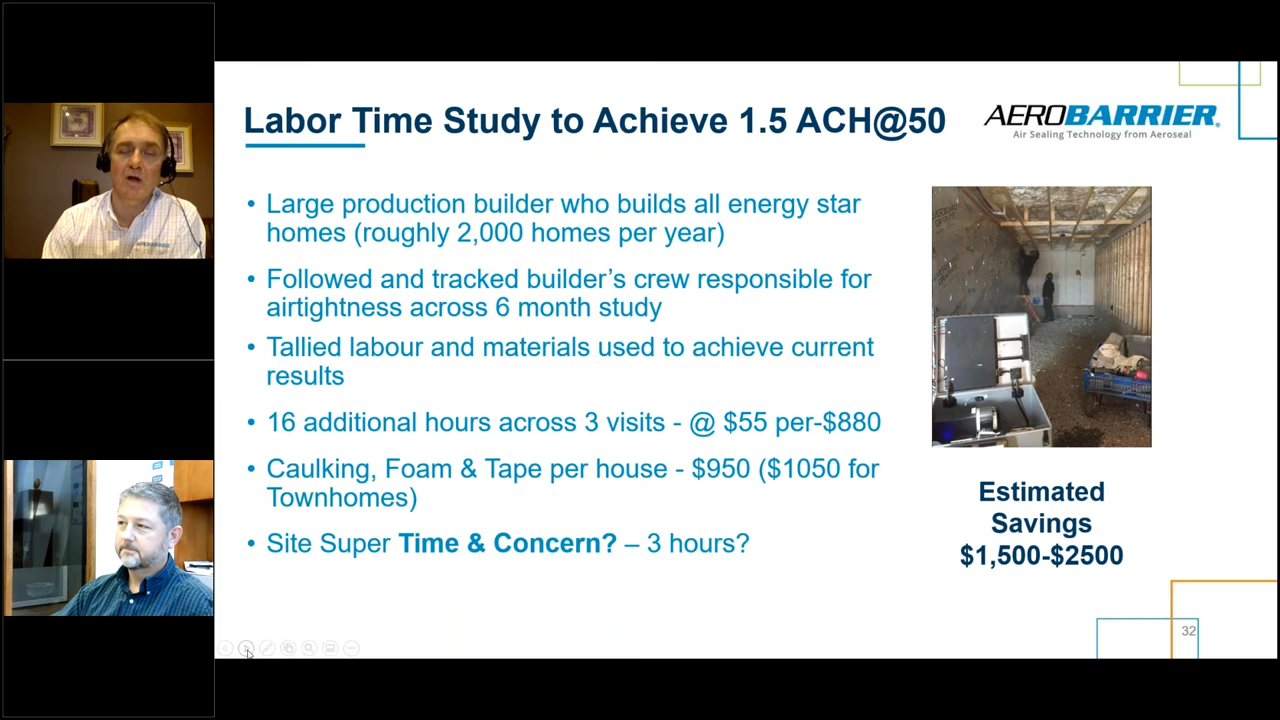 Labor Time Study to Achieve 1.5 ACH@50
AEROBARRIER
Air Sealing Technology from Aeroseal
• Large production builder who builds all energy star
homes (roughly 2,000 homes per year)
• Followed and tracked builder's crew responsible for
airtightness across 6 month study
• Tallied labour and materials used to achieve current
results
• 16 additional hours across 3 visits - @ $55 per-$880
• Caulking, Foam & Tape per house - $950 ($1050 for
Townhomes)
• Site Super Time & Concern? – 3 hours?
Estimated
Savings
$1,500-$2500
32